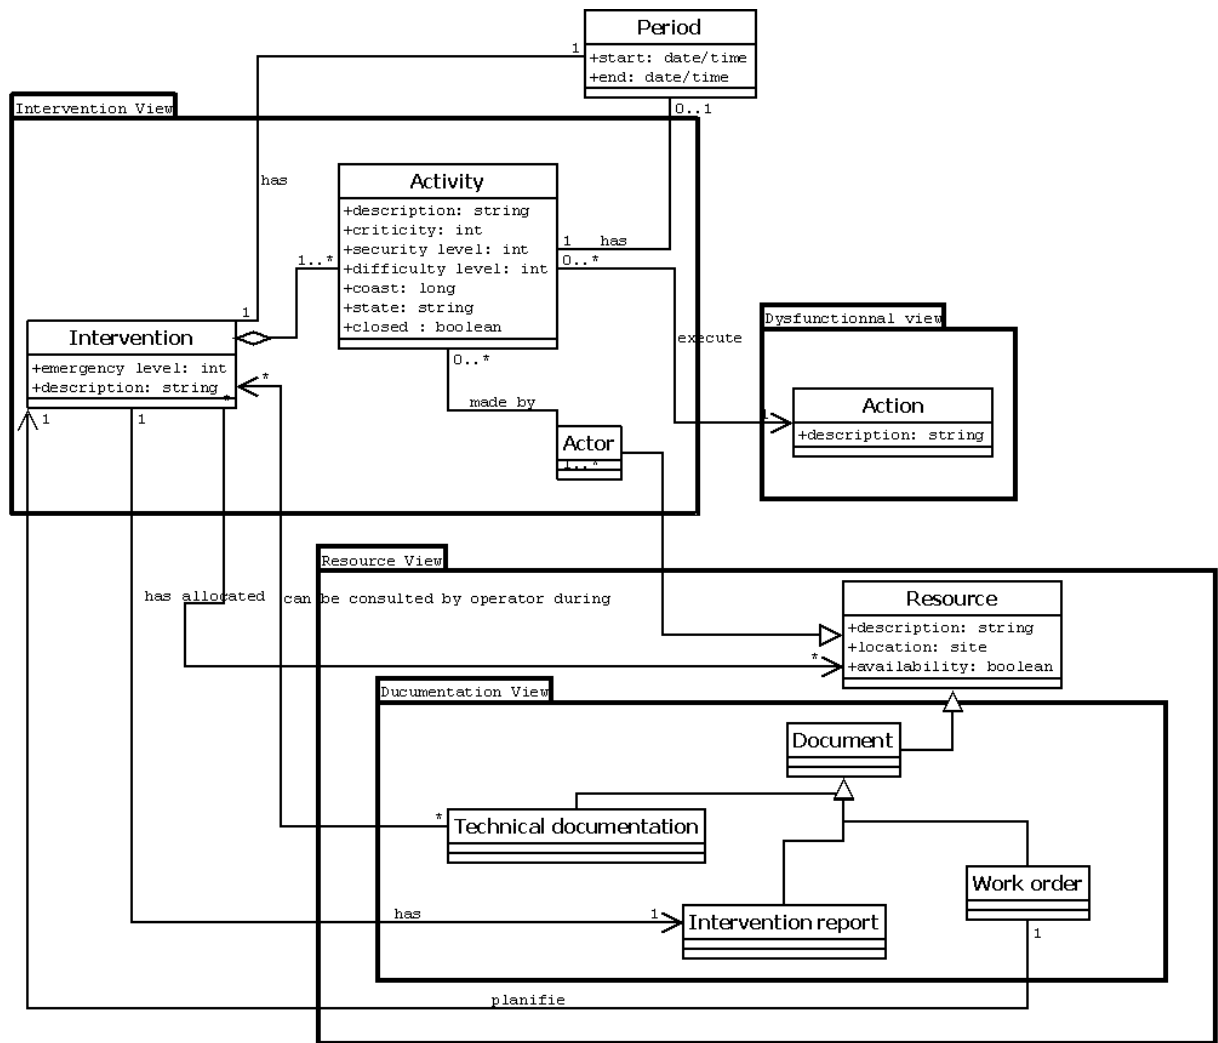 Period
1
+start: date/time
+end: date/time
0..1
Intervention View
has
Activity
+description: string
+criticity: int
+security level: int
+difficulty level: int
+coast: long
+state: string
+closed : boolean
1 has
0..*
1..*
1
Intervention
+emergency level: int
+description: string
*
*
1
1
0..*
made by
Actor
1..*
execute
Dysfunctionnal view
Action
+description: string
1
Resource View
has allocated
can be consulted by operator during
Resource
+description: string
+location: site
+availability: boolean
*
Ducumentation View
Document
*
Technical documentation
Work order
1
has
1
Intervention report
planifie